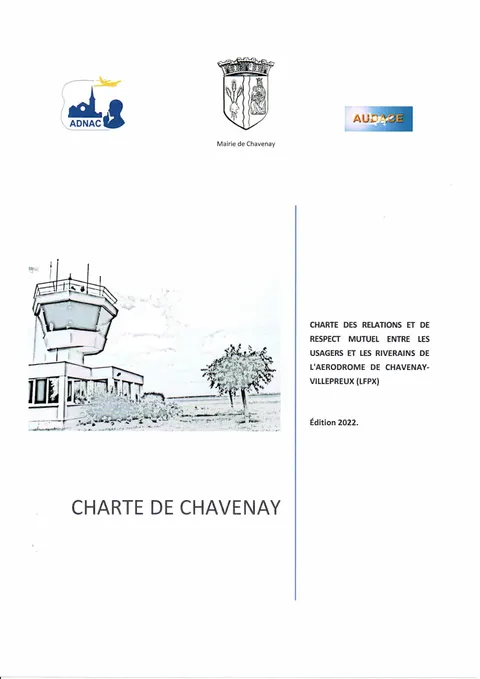 ADNAC
Mairie de Chavenay
CHARTE DES RELATIONS ET DE
RESPECT MUTUEL ENTRE LES
USAGERS ET LES RIVERAINS DE
L'AERODROME DE CHAVENAY-
VILLEPREUX (LFPX)
Édition 2022.
CHARTE DE CHAVENAY